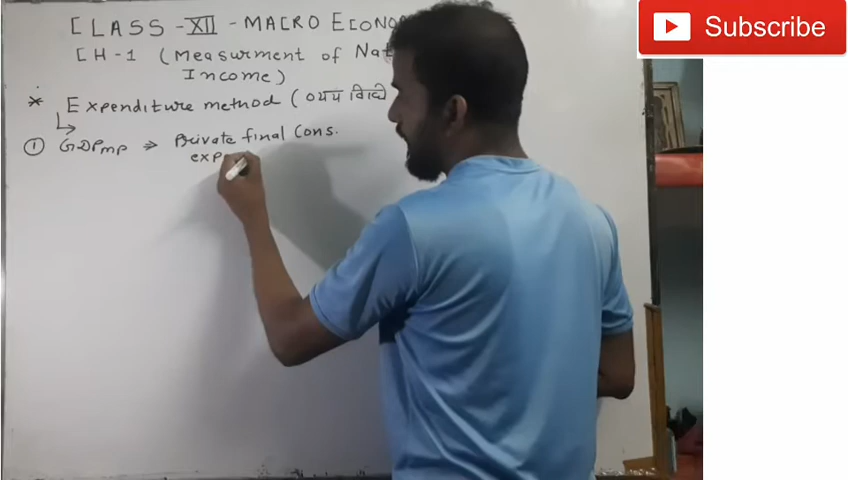 CLASS - XII - MACRO ECONO
CH-1 (Measurment of Nat
Income)
* Expenditure method (व्यय विधि
① GDPmp ⇒ Private final Cons.
exp
Subscribe